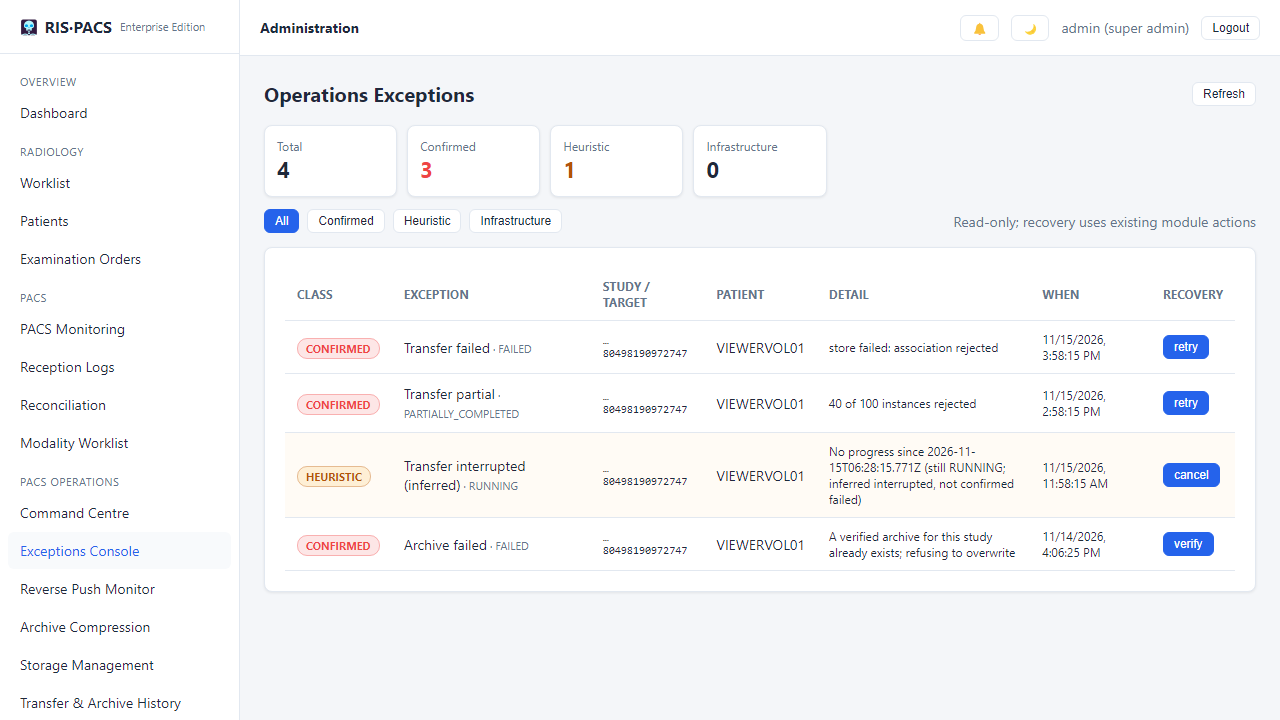 RIS·PACS Enterprise Edition
OVERVIEW
Dashboard
RADIOLOGY
Worklist
Patients
Examination Orders
PACS
PACS Monitoring
Reception Logs
Reconciliation
Modality Worklist
PACS OPERATIONS
Command Centre
Exceptions Console
Reverse Push Monitor
Archive Compression
Storage Management
Transfer & Archive History
Administration
admin (super admin) Logout
Operations Exceptions
Refresh
Total
4
Confirmed
3
Heuristic
1
Infrastructure
0
All Confirmed Heuristic Infrastructure
Read-only; recovery uses existing module actions
CLASS EXCEPTION STUDY / TARGET PATIENT DETAIL WHEN RECOVERY
CONFIRMED
Transfer failed · FAILED
…
80498190972747
VIEWERVOL01
store failed: association rejected
11/15/2026,
3:58:15 PM
retry
CONFIRMED
Transfer partial ·
PARTIALLY_COMPLETED
…
80498190972747
VIEWERVOL01
40 of 100 instances rejected
11/15/2026,
2:58:15 PM
retry
HEURISTIC
Transfer interrupted
(inferred) · RUNNING
…
80498190972747
VIEWERVOL01
No progress since 2026-11-
15T06:28:15.771Z (still RUNNING;
inferred interrupted, not confirmed
failed)
11/15/2026,
11:58:15 AM
cancel
CONFIRMED
Archive failed · FAILED
…
80498190972747
VIEWERVOL01
A verified archive for this study
already exists; refusing to overwrite
11/14/2026,
4:06:25 PM
verify